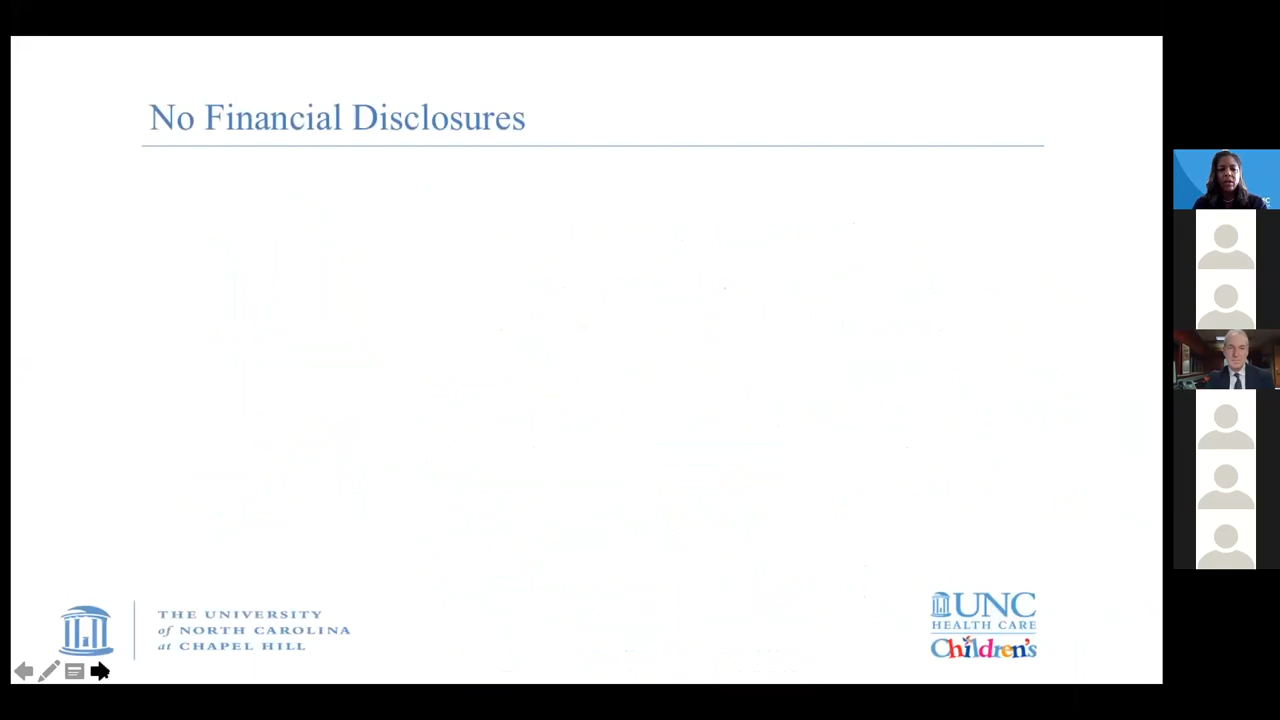 No Financial Disclosures
THE UNIVERSITY
of NORTH CAROLINA
at CHAPEL HILL
UNC
HEALTH CARE
Children's